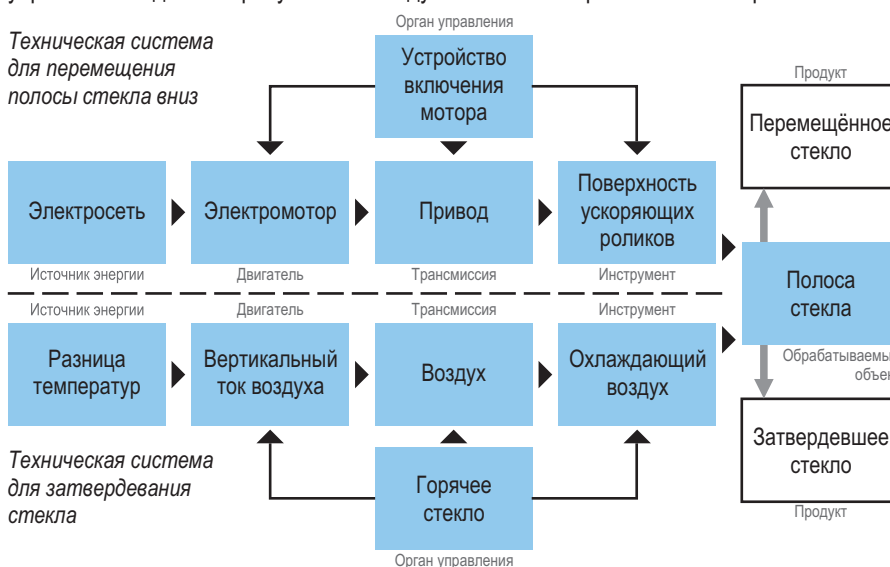 Орган управления
Техническая система
для перемещения
полосы стекла вниз
Устройство
включения
мотора
Продукт
Перемещённое
стекло
Электросеть
Электромотор
Привод
Поверхность
ускоряющих
роликов
Источник энергии
Двигатель
Трансмиссия
Инструмент
Полоса
стекла
Источник энергии
Двигатель
Трансмиссия
Инструмент
Разница
температур
Вертикальный
ток воздуха
Воздух
Охлаждающий
воздух
Обрабатываемы
объек
Затвердевшее
стекло
Продукт
Техническая система
для затвердевания
стекла
Горячее
стекло
Орган управления